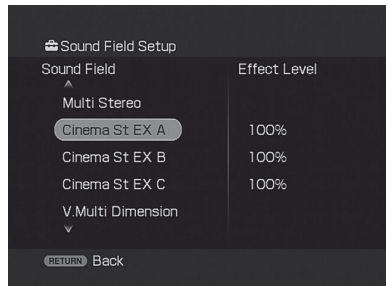 Sound Field Setup
Sound Field Effect Level
Multi Stereo
Cinema St EX A 100%
Cinema St EX B 100%
Cinema St EX C 100%
V.Multi Dimension
RETURN Back